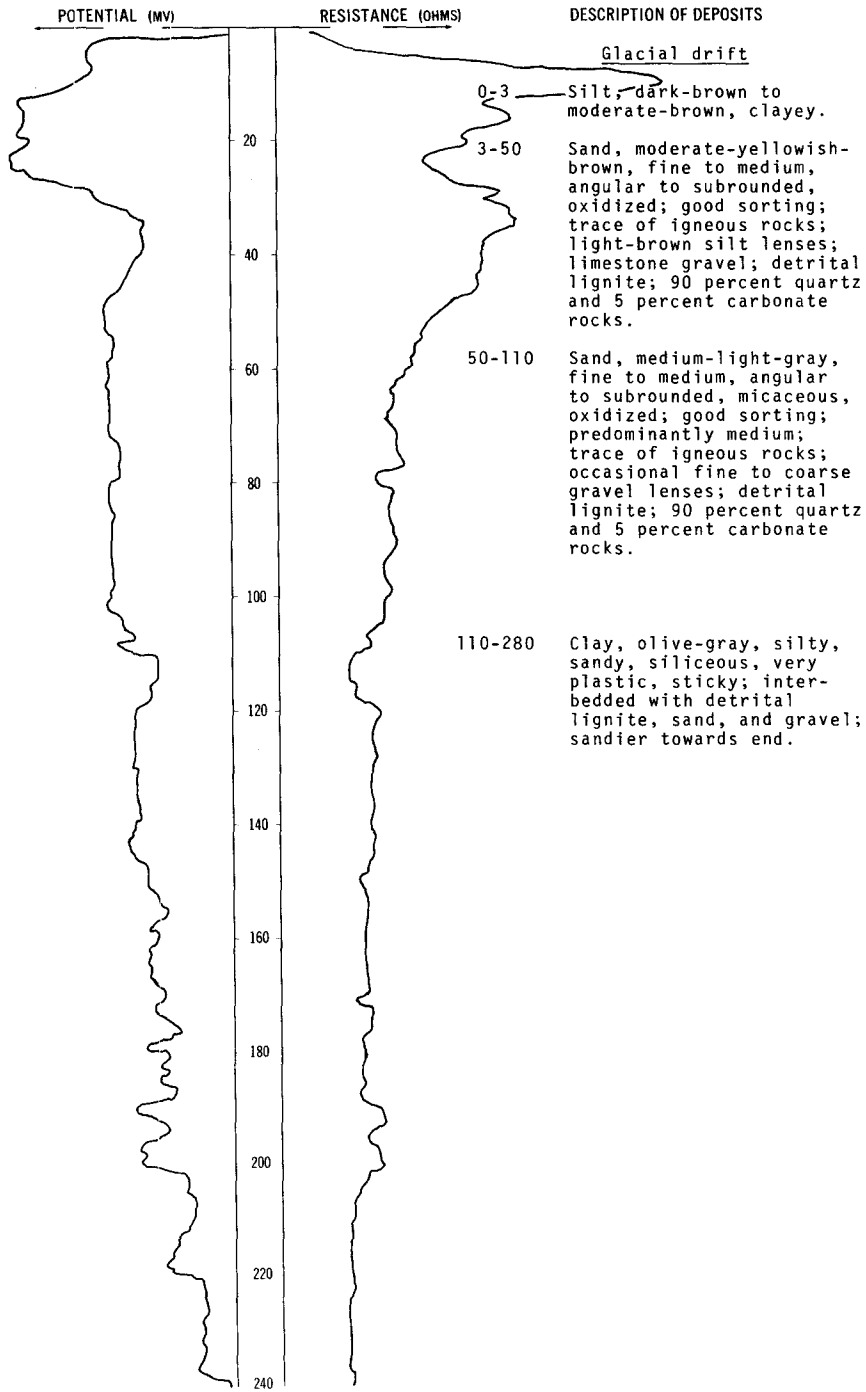 POTENTIAL (MV)
RESISTANCE (OHMS)
DESCRIPTION OF DEPOSITS
Glacial drift
0-3
Silt, dark-brown to
moderate-brown, clayey.
3-50
Sand, moderate-yellowish-
brown, fine to medium,
angular to subrounded,
oxidized; good sorting;
trace of igneous rocks;
light-brown silt lenses;
limestone gravel; detrital
lignite; 90 percent quartz
and 5 percent carbonate
rocks.
50-110
Sand, medium-light-gray,
fine to medium, angular
to subrounded, micaceous,
oxidized; good sorting;
predominantly medium;
trace of igneous rocks;
occasional fine to coarse
gravel lenses; detrital
lignite; 90 percent quartz
and 5 percent carbonate
rocks.
110-280
Clay, olive-gray, silty,
sandy, siliceous, very
plastic, sticky; inter-
bedded with detrital
lignite, sand, and gravel;
sandier towards end.
20
40
60
80
100
120
140
160
180
200
220
240